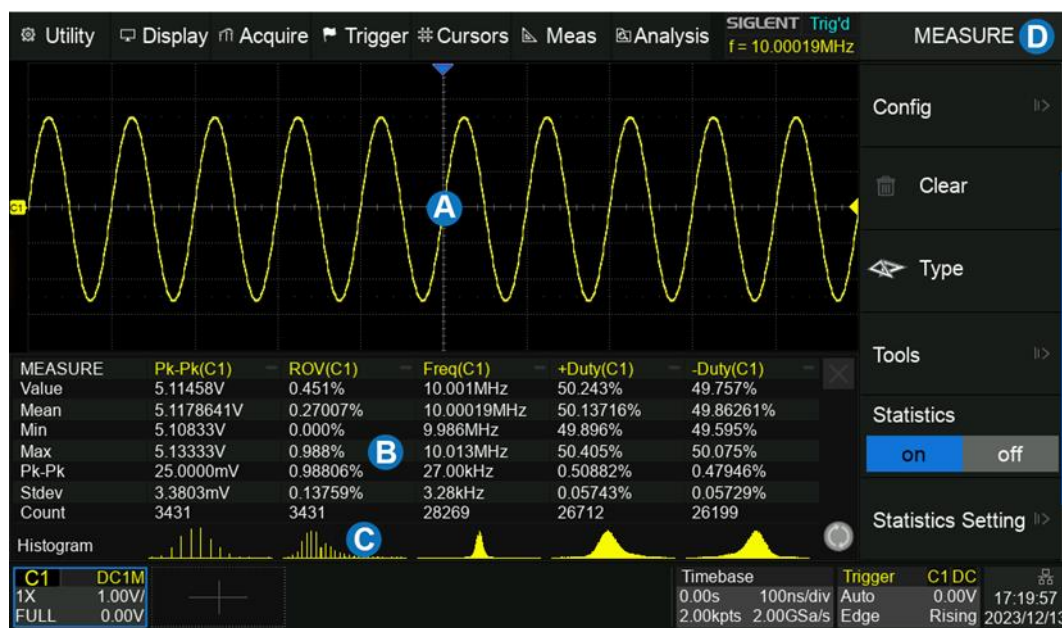 Utility Display Acquire Trigger Cursors Meas Analysis SIGLENT Trig'd MEASURE D
f = 10.00019MHz
Config
C1
A
Clear
Type
Tools
MEASURE Pk-Pk(C1) ROV(C1) Freq(C1) +Duty(C1) -Duty(C1)
Value 5.11458V 0.451% 10.001MHz 50.243% 49.757%
Mean 5.1178641V 0.27007% 10.00019MHz 50.13716% 49.86261%
Min 5.10833V 0.000% 9.986MHz 49.896% 49.595%
Max 5.13333V 0.988% B 10.013MHz 50.405% 50.075%
Pk-Pk 25.0000mV 0.98806% 27.00kHz 0.50882% 0.47946%
Stdev 3.3803mV 0.13759% 3.28kHz 0.05743% 0.05729%
Count 3431 3431 28269 26712 26199
Histogram C
Statistics
on off
Statistics Setting
C1 DC1M
1X 1.00V/
FULL 0.00V
Timebase
0.00s 100ns/div
2.00kpts 2.00GSa/s
Trigger C1 DC
Auto 0.00V
Edge Rising
17:19:57